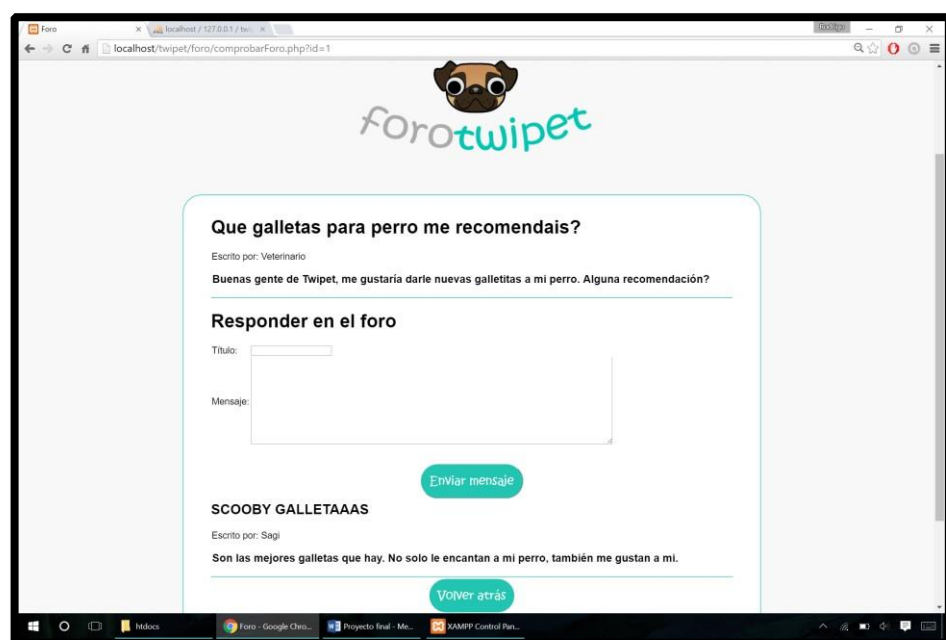 Foro
localhost / 127.0.0.1 / twi
Rodrigo
localhost/twipet/foro/comprobarForo.php?id=1
forotwipet
Que galletas para perro me recomendais?
Escrito por: Veterinario
Buenas gente de Twipet, me gustaría darle nuevas galletitas a mi perro. Alguna recomendación?
Responder en el foro
Título:
Mensaje:
Enviar mensaje
SCOOBY GALLETAAAS
Escrito por: Sagi
Son las mejores galletas que hay. No solo le encantan a mi perro, también me gustan a mi.
Volver atrás
htdocs
Foro - Google Chro...
Proyecto final - Me...
XAMPP Control Pan...